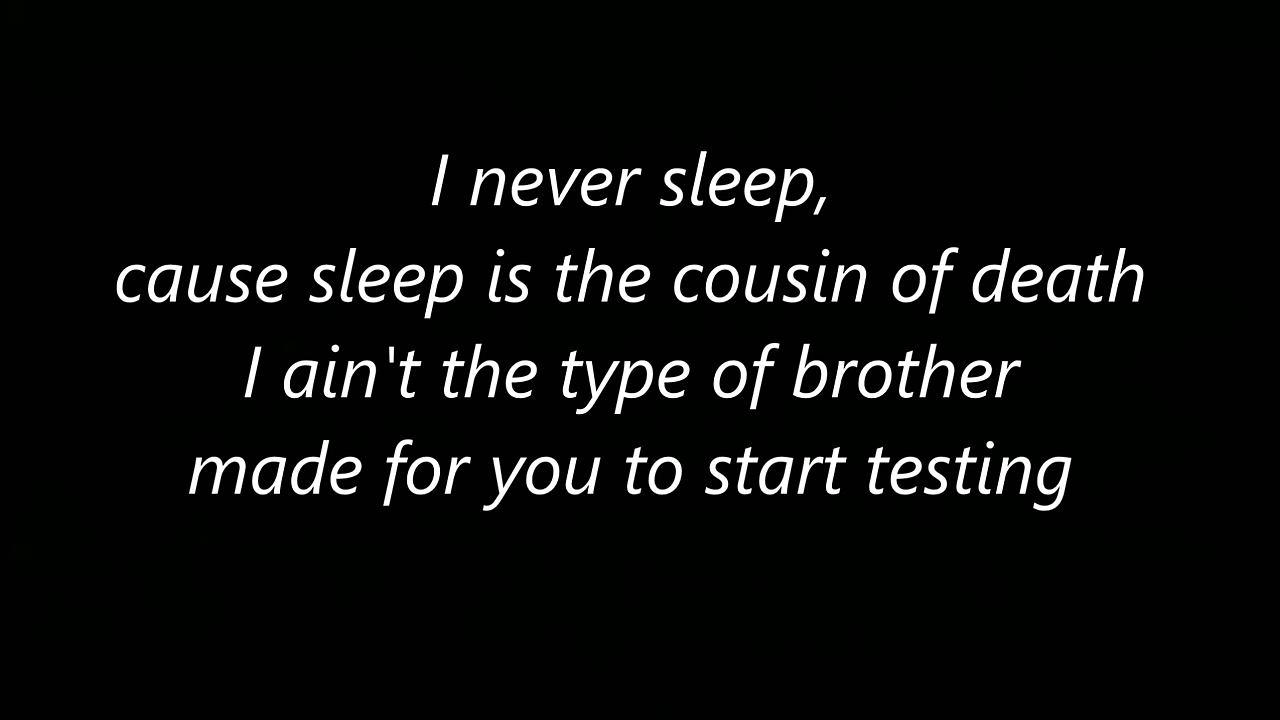 I never sleep,
cause sleep is the cousin of death
I ain't the type of brother
made for you to start testing